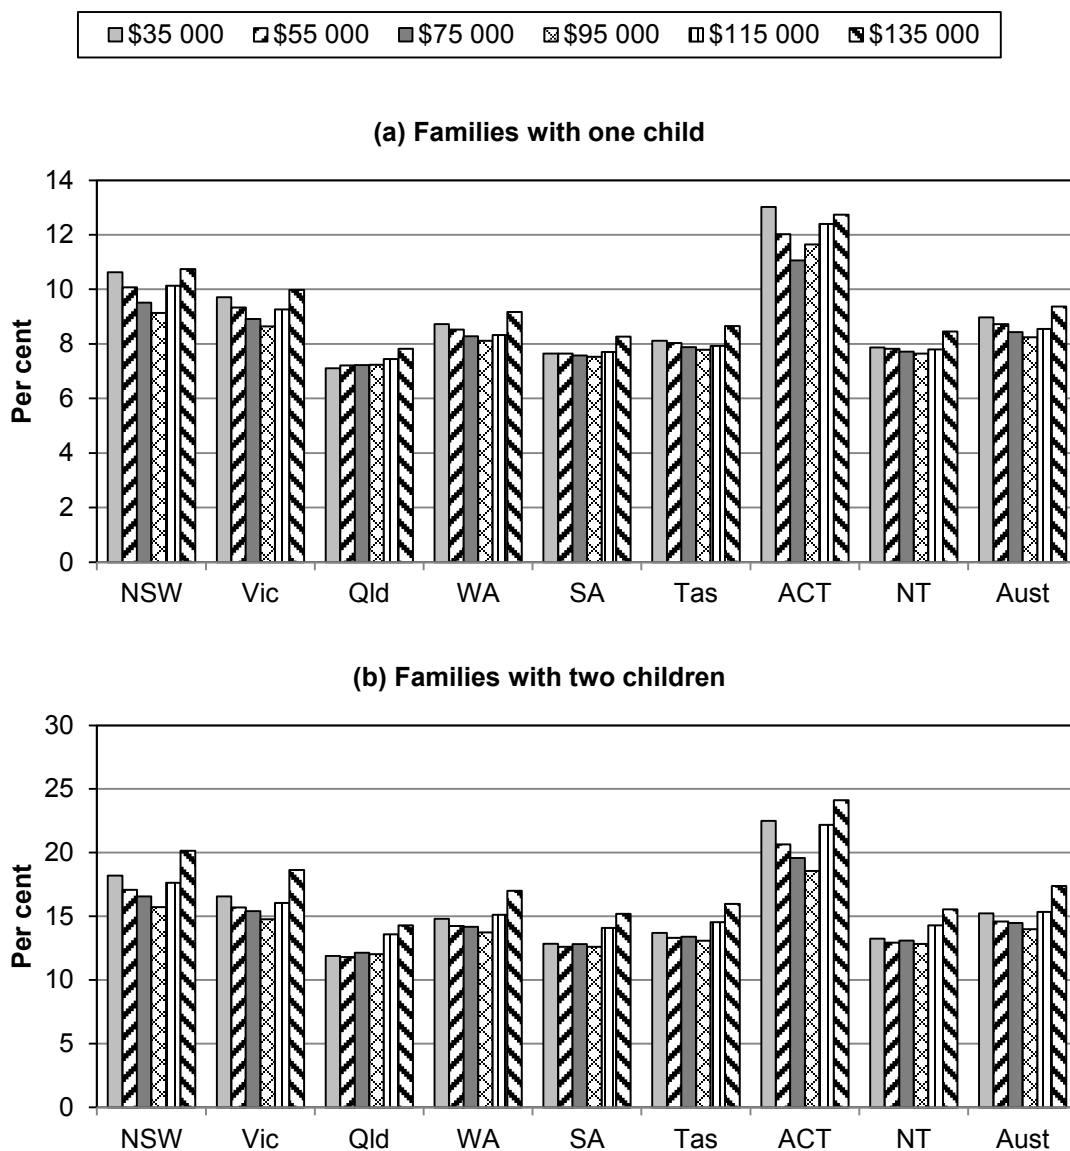 $35 000 $55 000 $75 000 $95 000 $115 000 $135 000
(a) Families with one child
Per cent
14
12
10
8
6
4
2
0
NSW Vic Qld WA SA Tas ACT NT Aust
(b) Families with two children
Per cent
30
25
20
15
10
5
0
NSW Vic Qld WA SA Tas ACT NT Aust